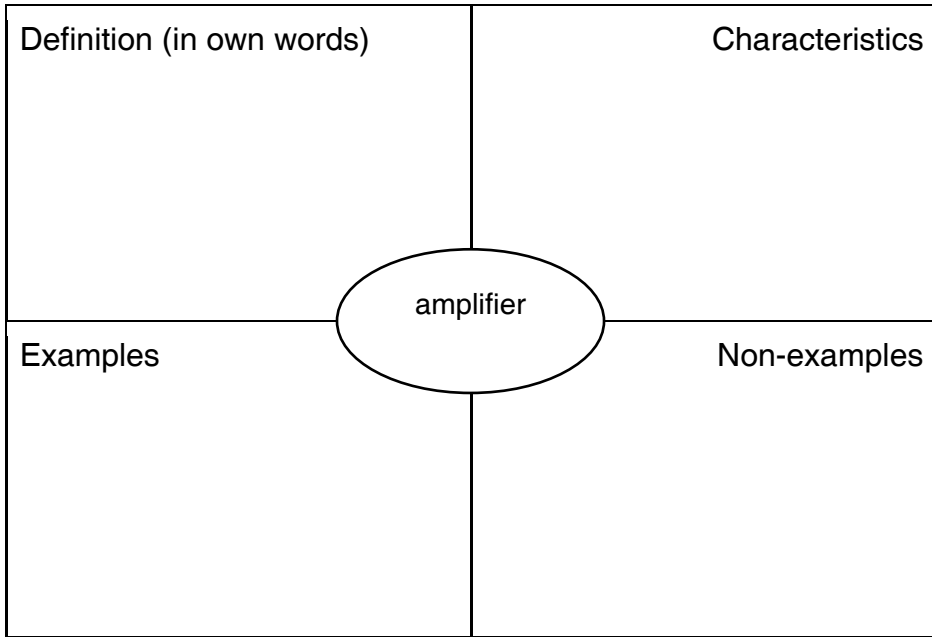 Definition (in own words)
Characteristics
amplifier
Examples
Non-examples